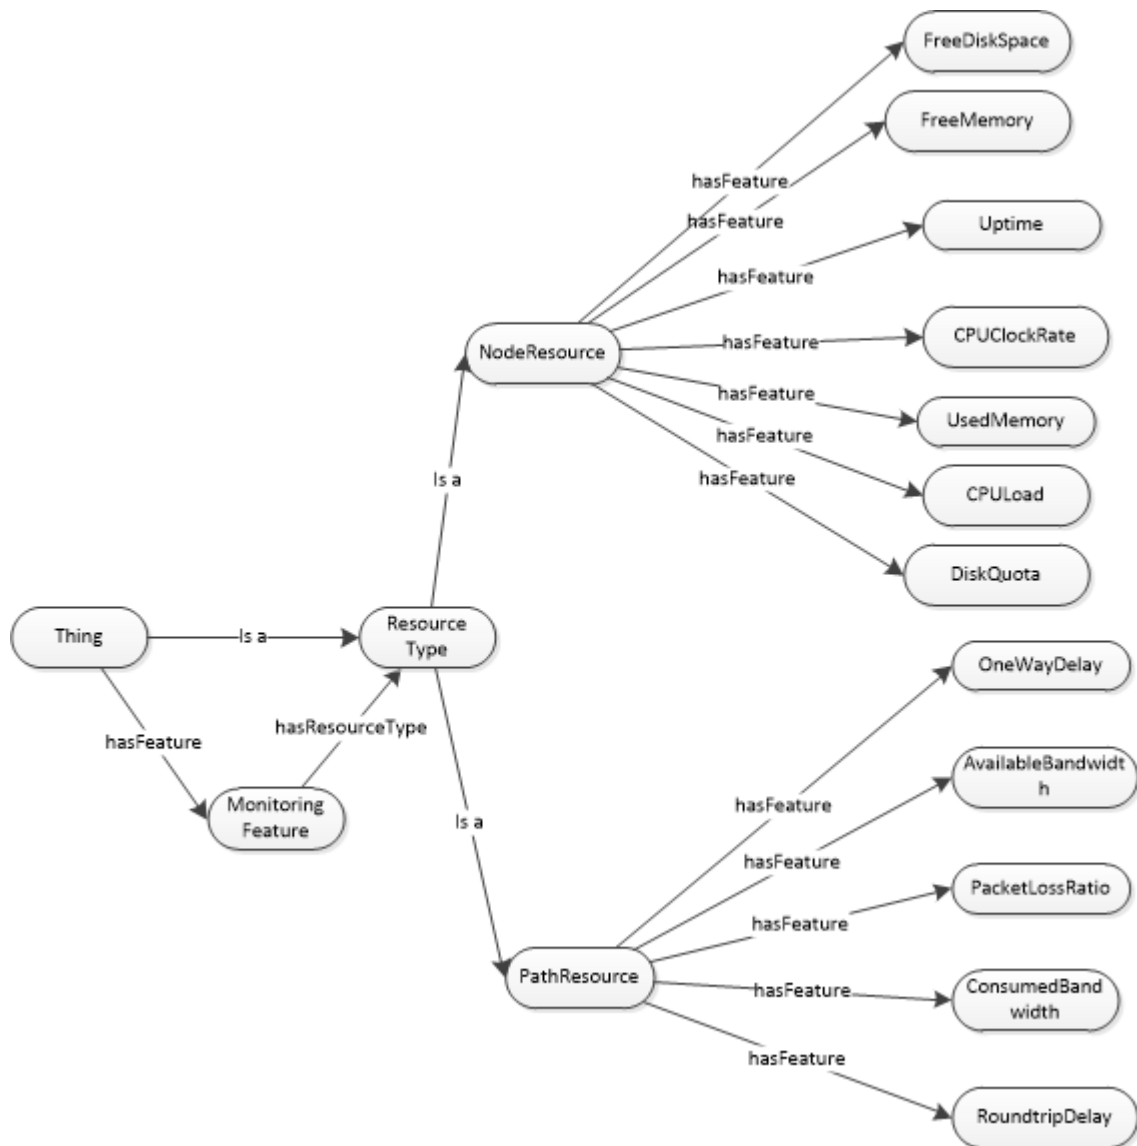 FreeDiskSpace
FreeMemory
hasFeature
hasFeature
Uptime
hasFeature
CPUClockRate
hasFeature
NodeResource
hasFeature
UsedMemory
hasFeature
hasFeature
Is a
CPULoad
DiskQuota
Thing
Is a
Resource
Type
OneWayDelay
hasResourceType
hasFeature
AvailableBandwidt
h
Monitoring
Feature
hasFeature
Is a
hasFeature
PacketLossRatio
hasFeature
PathResource
hasFeature
ConsumedBand
width
hasFeature
RoundtripDelay